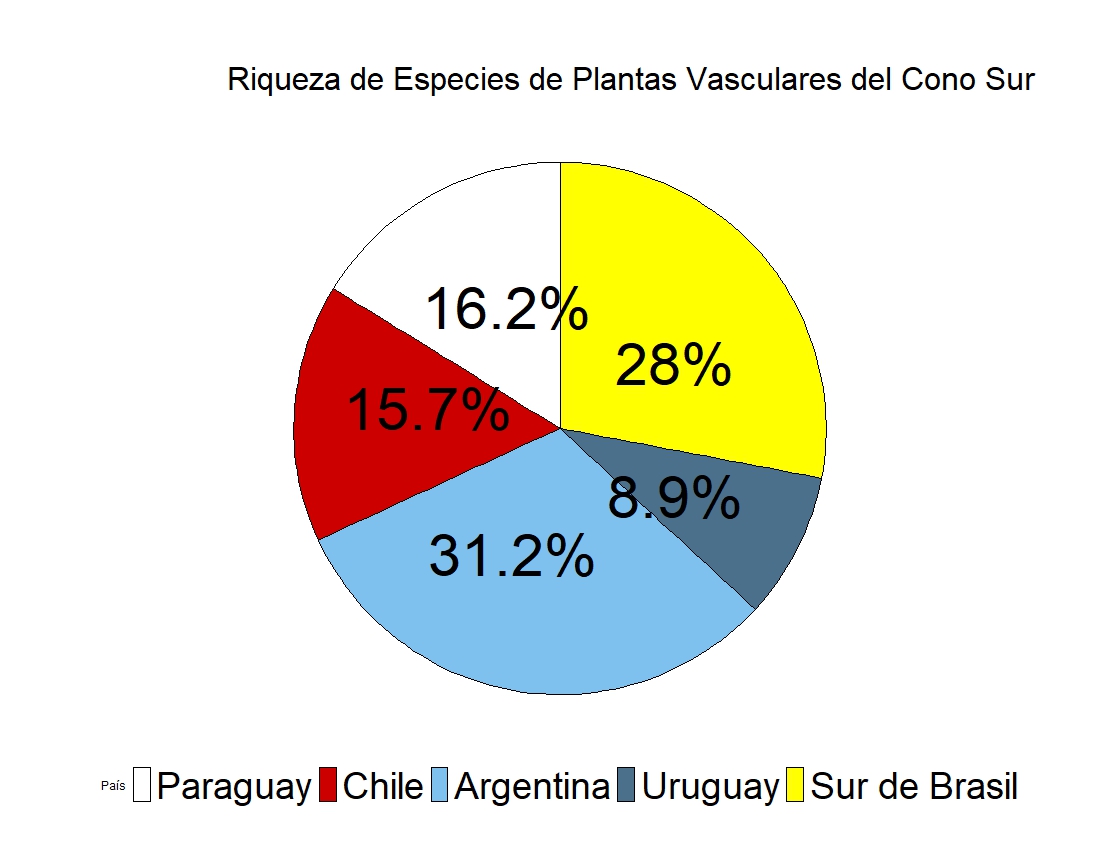 Riqueza de Especies de Plantas Vasculares del Cono Sur
16.2%
28%
15.7%
8.9%
31.2%
País Paraguay Chile Argentina Uruguay Sur de Brasil